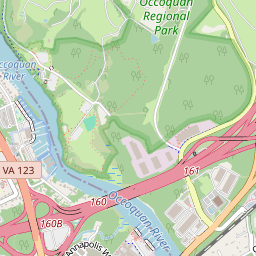 Occoquan
Regional
Park
Occoquan
River
VA 123
161
160
160B
Occoquan River
Annapolis